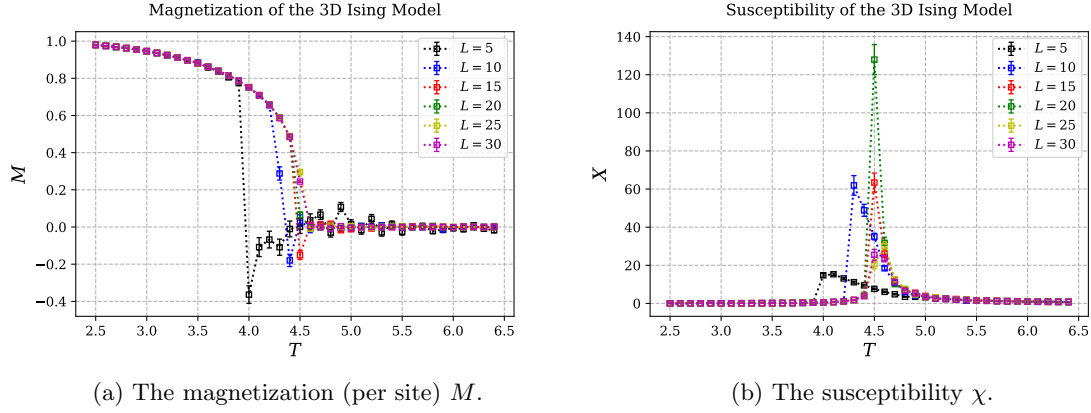 Magnetization of the 3D Ising Model
1.0
0.8
0.6
0.4
0.2
0.0
−0.2
−0.4
M
2.5 3.0 3.5 4.0 4.5 5.0 5.5 6.0 6.5
T
L = 5
L = 10
L = 15
L = 20
L = 25
L = 30
(a) The magnetization (per site) M.
Susceptibility of the 3D Ising Model
140
120
100
80
60
40
20
0
X
2.5 3.0 3.5 4.0 4.5 5.0 5.5 6.0 6.5
T
L = 5
L = 10
L = 15
L = 20
L = 25
L = 30
(b) The susceptibility χ.